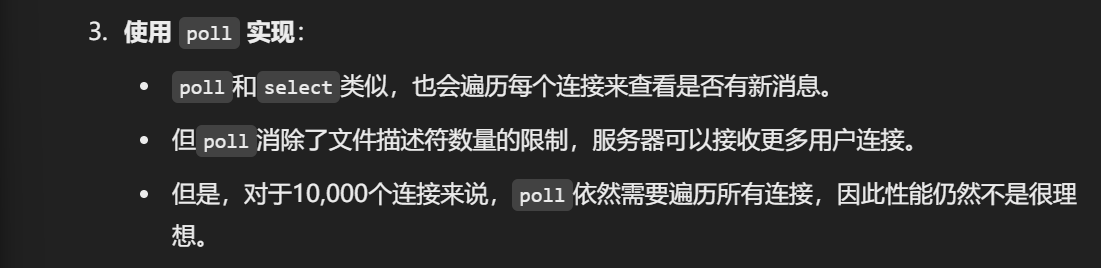 3. 使用 poll 实现：
• poll和select类似，也会遍历每个连接来查看是否有新消息。
• 但poll消除了文件描述符数量的限制，服务器可以接收更多用户连接。
• 但是，对于10,000个连接来说，poll依然需要遍历所有连接，因此性能仍然不是很理
想。